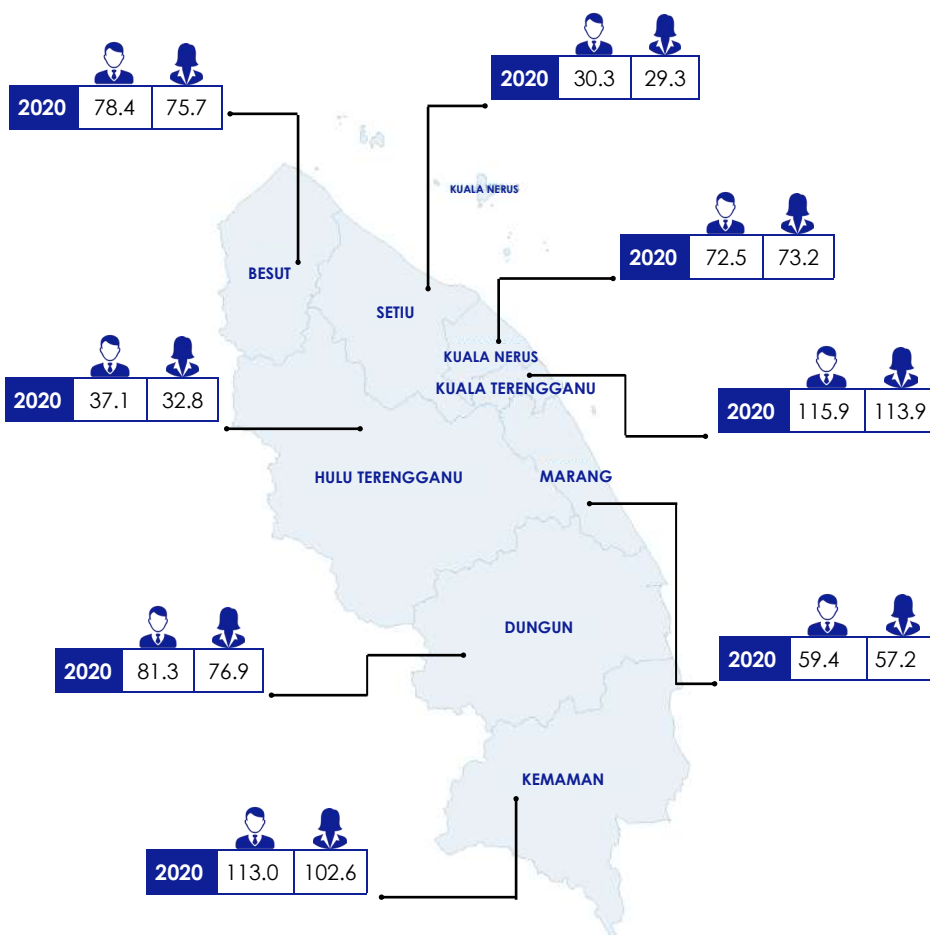 2020 30.3 29.3
2020 78.4 75.7
KUALA NERUS
2020 72.5 73.2
BESUT
SETIU
KUALA NERUS
KUALA TERENGGANU
2020 37.1 32.8
2020 115.9 113.9
HULU TERENGGANU
MARANG
DUNGUN
2020 59.4 57.2
2020 81.3 76.9
KEMAMAN
2020 113.0 102.6